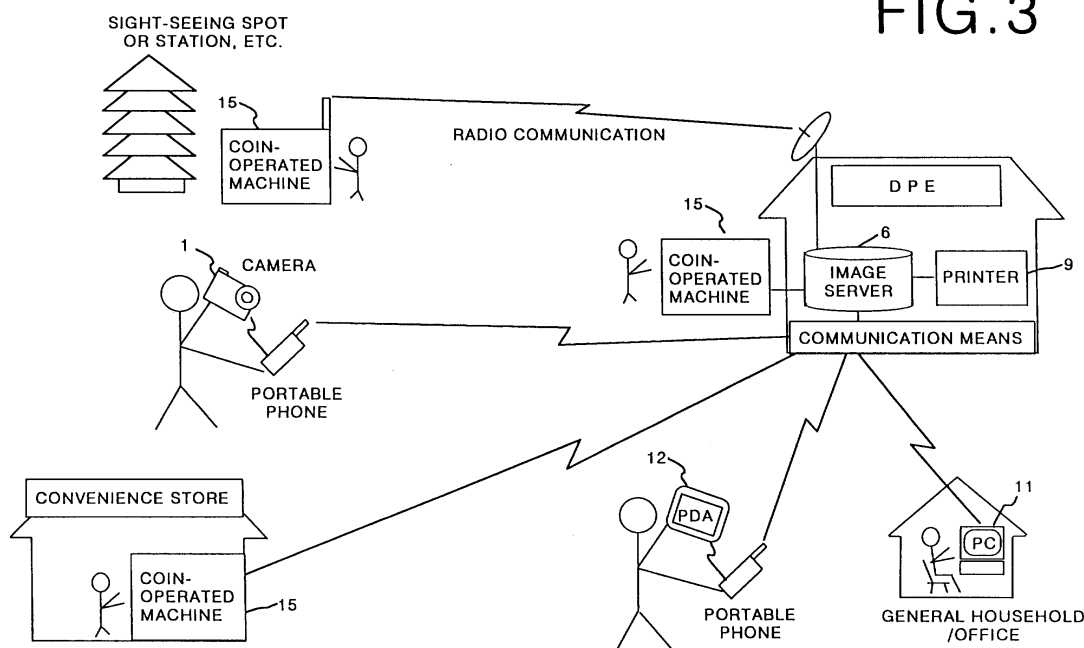 FIG.3
SIGHT-SEEING SPOT
OR STATION, ETC.
15
COIN-
OPERATED
MACHINE
RADIO COMMUNICATION
DPE
15
COIN-
OPERATED
MACHINE
6
IMAGE
SERVER
PRINTER
9
COMMUNICATION MEANS
1
CAMERA
PORTABLE
PHONE
CONVENIENCE STORE
COIN-
OPERATED
MACHINE
15
12
PDA
PORTABLE
PHONE
11
PC
GENERAL HOUSEHOLD
/OFFICE